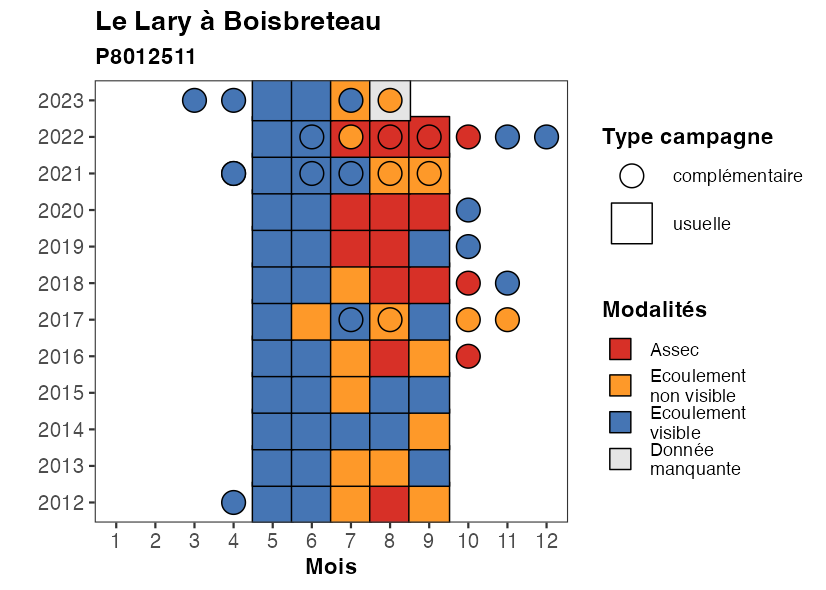 Le Lary à Boisbreteau
P8012511
2023
2022
2021
2020
2019
2018
2017
2016
2015
2014
2013
2012
1 2 3 4 5 6 7 8 9 10 11 12
Mois
Type campagne
complémentaire
usuelle
Modalités
Assec
Ecoulement
non visible
Ecoulement
visible
Donnée
manquante